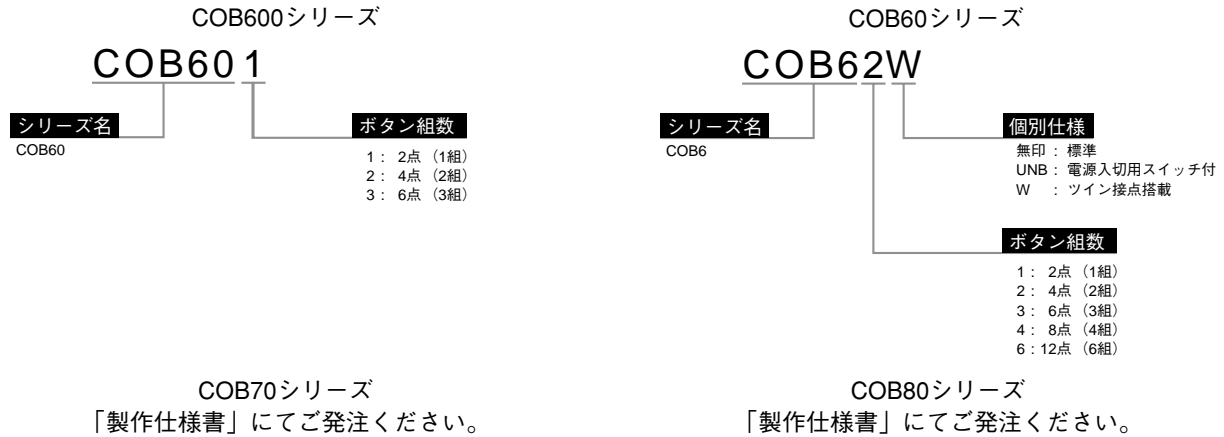 COB600シリーズ
COB60 1
シリーズ名
COB60
ボタン組数
1： 2点（1組）
2： 4点（2組）
3： 6点（3組）
COB60シリーズ
COB62W
シリーズ名
COB6
個別仕様
無印：標準
UNB：電源入切用スイッチ付
W ：ツイン接点搭載
ボタン組数
1： 2点（1組）
2： 4点（2組）
3： 6点（3組）
4： 8点（4組）
6：12点（6組）
COB70シリーズ
「製作仕様書」にてご発注ください。
COB80シリーズ
「製作仕様書」にてご発注ください。